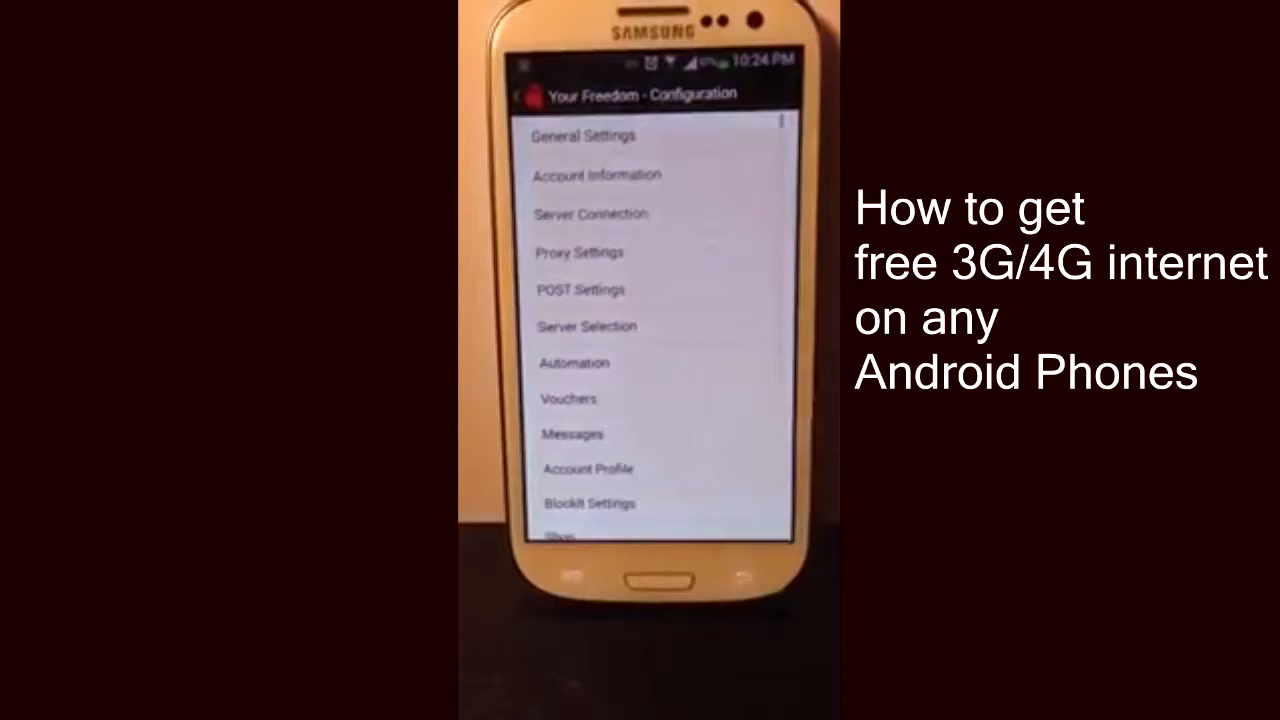 SAMSUNG
10:24 PM
Your Freedom - Configuration
General Settings
Account Information
Server Connection
Proxy Settings
POST Settings
Server Selection
Automation
Vouchers
Messages
Account Profile
BlockIt Settings
Shop
How to get
free 3G/4G internet
on any
Android Phones